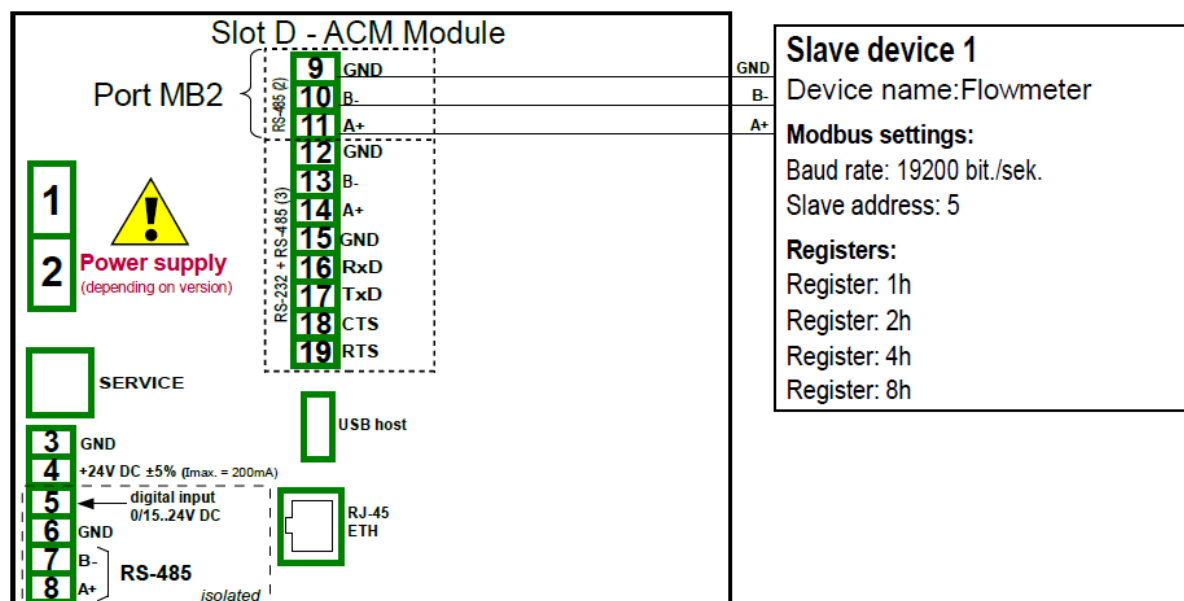 Slot D - ACM Module
Port MB2
RS-485 (2)
9 GND
10 B-
11 A+
RS-232 + RS-485 (3)
12 GND
13 B-
14 A+
15 GND
16 RxD
17 TxD
18 CTS
19 RTS
1
2
Power supply
(depending on version)
SERVICE
USB host
3 GND
4 +24V DC ±5% (Imax. = 200mA)
5 digital input
0/15..24V DC
6 GND
7 B-
8 A+
RS-485
isolated
RJ-45
ETH
GND
B-
A+
Slave device 1
Device name:Flowmeter
Modbus settings:
Baud rate: 19200 bit./sek.
Slave address: 5
Registers:
Register: 1h
Register: 2h
Register: 4h
Register: 8h